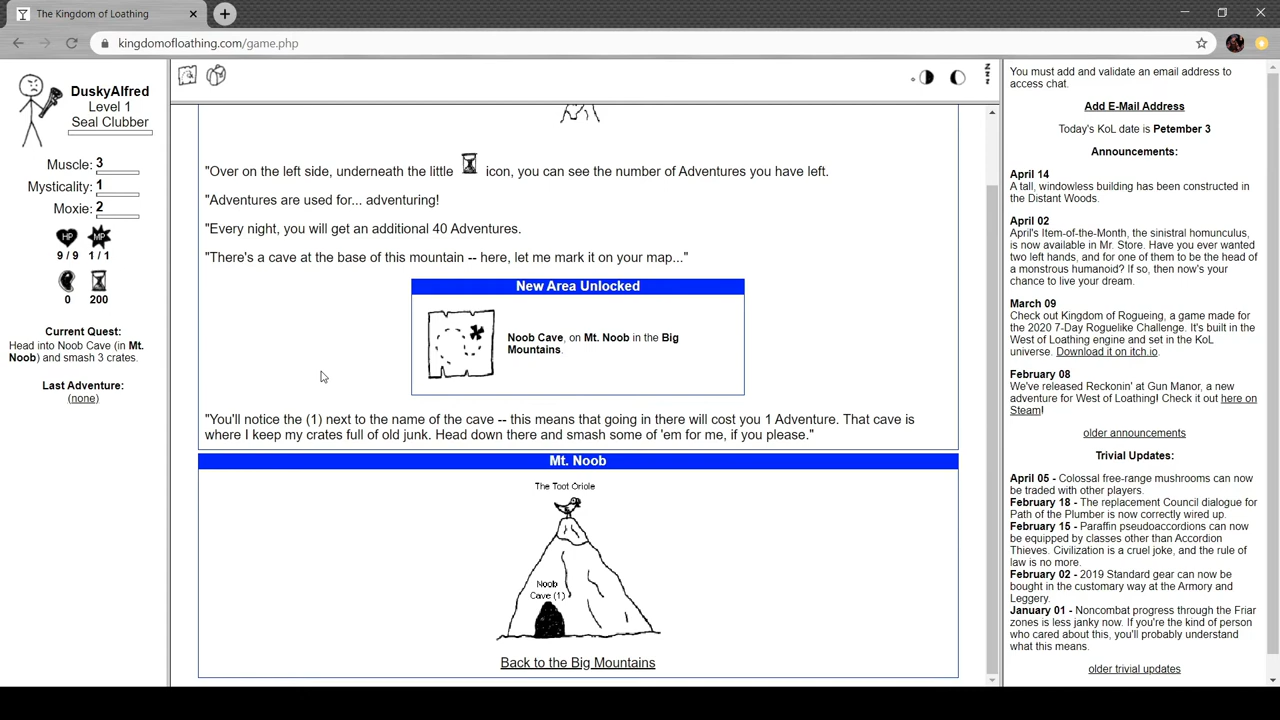 The Kingdom of Loathing
kingdomofloathing.com/game.php
DuskyAlfred
Level 1
Seal Clubber
Muscle: 3
Mysticality: 1
Moxie: 2
HP MP
9 / 9 1 / 1
0 200
Current Quest:
Head into Noob Cave (in Mt.
Noob) and smash 3 crates.
Last Adventure:
(none)
z
z
z
"Over on the left side, underneath the little icon, you can see the number of Adventures you have left.
"Adventures are used for... adventuring!
"Every night, you will get an additional 40 Adventures.
"There's a cave at the base of this mountain -- here, let me mark it on your map..."
New Area Unlocked
Noob Cave, on Mt. Noob in the Big
Mountains.
"You'll notice the (1) next to the name of the cave -- this means that going in there will cost you 1 Adventure. That cave is
where I keep my crates full of old junk. Head down there and smash some of 'em for me, if you please."
Mt. Noob
The Toot Oriole
Noob
Cave (1)
Back to the Big Mountains
You must add and validate an email address to
access chat.
Add E-Mail Address
Today's KoL date is Petember 3
Announcements:
April 14
A tall, windowless building has been constructed in
the Distant Woods.
April 02
April's Item-of-the-Month, the sinistral homunculus,
is now available in Mr. Store. Have you ever wanted
two left hands, and for one of them to be the head of
a monstrous humanoid? If so, then now's your
chance to live your dream.
March 09
Check out Kingdom of Rogueing, a game made for
the 2020 7-Day Roguelike Challenge. It's built in the
West of Loathing engine and set in the KoL
universe. Download it on itch.io.
February 08
We've released Reckonin' at Gun Manor, a new
adventure for West of Loathing! Check it out here on
Steam!
older announcements
Trivial Updates:
April 05 - Colossal free-range mushrooms can now
be traded with other players.
February 18 - The replacement Council dialogue for
Path of the Plumber is now correctly wired up.
February 15 - Paraffin pseudoaccordions can now
be equipped by classes other than Accordion
Thieves. Civilization is a cruel joke, and the rule of
law is no more.
February 02 - 2019 Standard gear can now be
bought in the customary way at the Armory and
Leggery.
January 01 - Noncombat progress through the Friar
zones is less janky now. If you're the kind of person
who cared about this, you'll probably understand
what this means.
older trivial updates